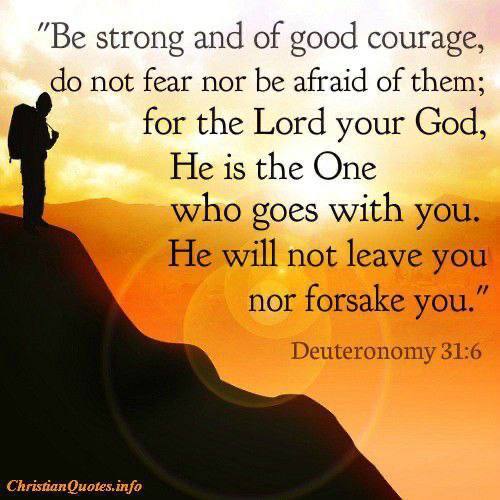 "Be strong and of good courage,
do not fear nor be afraid of them;
for the Lord your God,
He is the One
who goes with you.
He will not leave you
nor forsake you."
Deuteronomy 31:6
ChristianQuotes.info